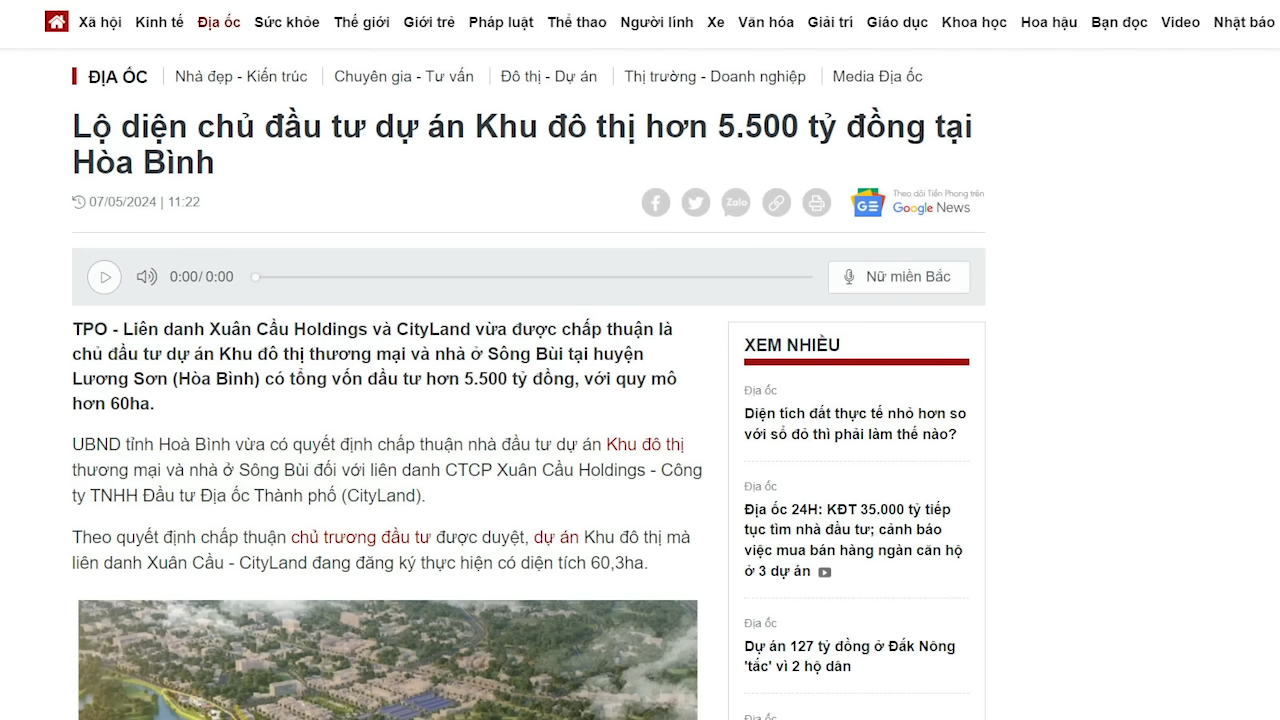 Xã hội Kinh tế Địa ốc Sức khỏe Thế giới Giới trẻ Pháp luật Thể thao Người lính Xe Văn hóa Giải trí Giáo dục Khoa học Hoa hậu Bạn đọc Video Nhật báo
ĐỊA ỐC Nhà đẹp - Kiến trúc Chuyên gia - Tư vấn Đô thị - Dự án Thị trường - Doanh nghiệp Media Địa ốc
Lộ diện chủ đầu tư dự án Khu đô thị hơn 5.500 tỷ đồng tại
Hòa Bình
07/05/2024 | 11:22
Zalo
GE
Theo dõi Tiền Phong trên
Google News
0:00/ 0:00
Nữ miền Bắc
TPO - Liên danh Xuân Cầu Holdings và CityLand vừa được chấp thuận là
chủ đầu tư dự án Khu đô thị thương mại và nhà ở Sông Bùi tại huyện
Lương Sơn (Hòa Bình) có tổng vốn đầu tư hơn 5.500 tỷ đồng, với quy mô
hơn 60ha.
UBND tỉnh Hoà Bình vừa có quyết định chấp thuận nhà đầu tư dự án Khu đô thị
thương mại và nhà ở Sông Bùi đối với liên danh CTCP Xuân Cầu Holdings - Công
ty TNHH Đầu tư Địa ốc Thành phố (CityLand).
Theo quyết định chấp thuận chủ trương đầu tư được duyệt, dự án Khu đô thị mà
liên danh Xuân Cầu - CityLand đang đăng ký thực hiện có diện tích 60,3ha.
XEM NHIỀU
Địa ốc
Diện tích đất thực tế nhỏ hơn so
với sổ đỏ thì phải làm thế nào?
Địa ốc
Địa ốc 24H: KĐT 35.000 tỷ tiếp
tục tìm nhà đầu tư; cảnh báo
việc mua bán hàng ngàn căn hộ
ở 3 dự án
Địa ốc
Dự án 127 tỷ đồng ở Đắk Nông
'tắc' vì 2 hộ dân
Địa ốc